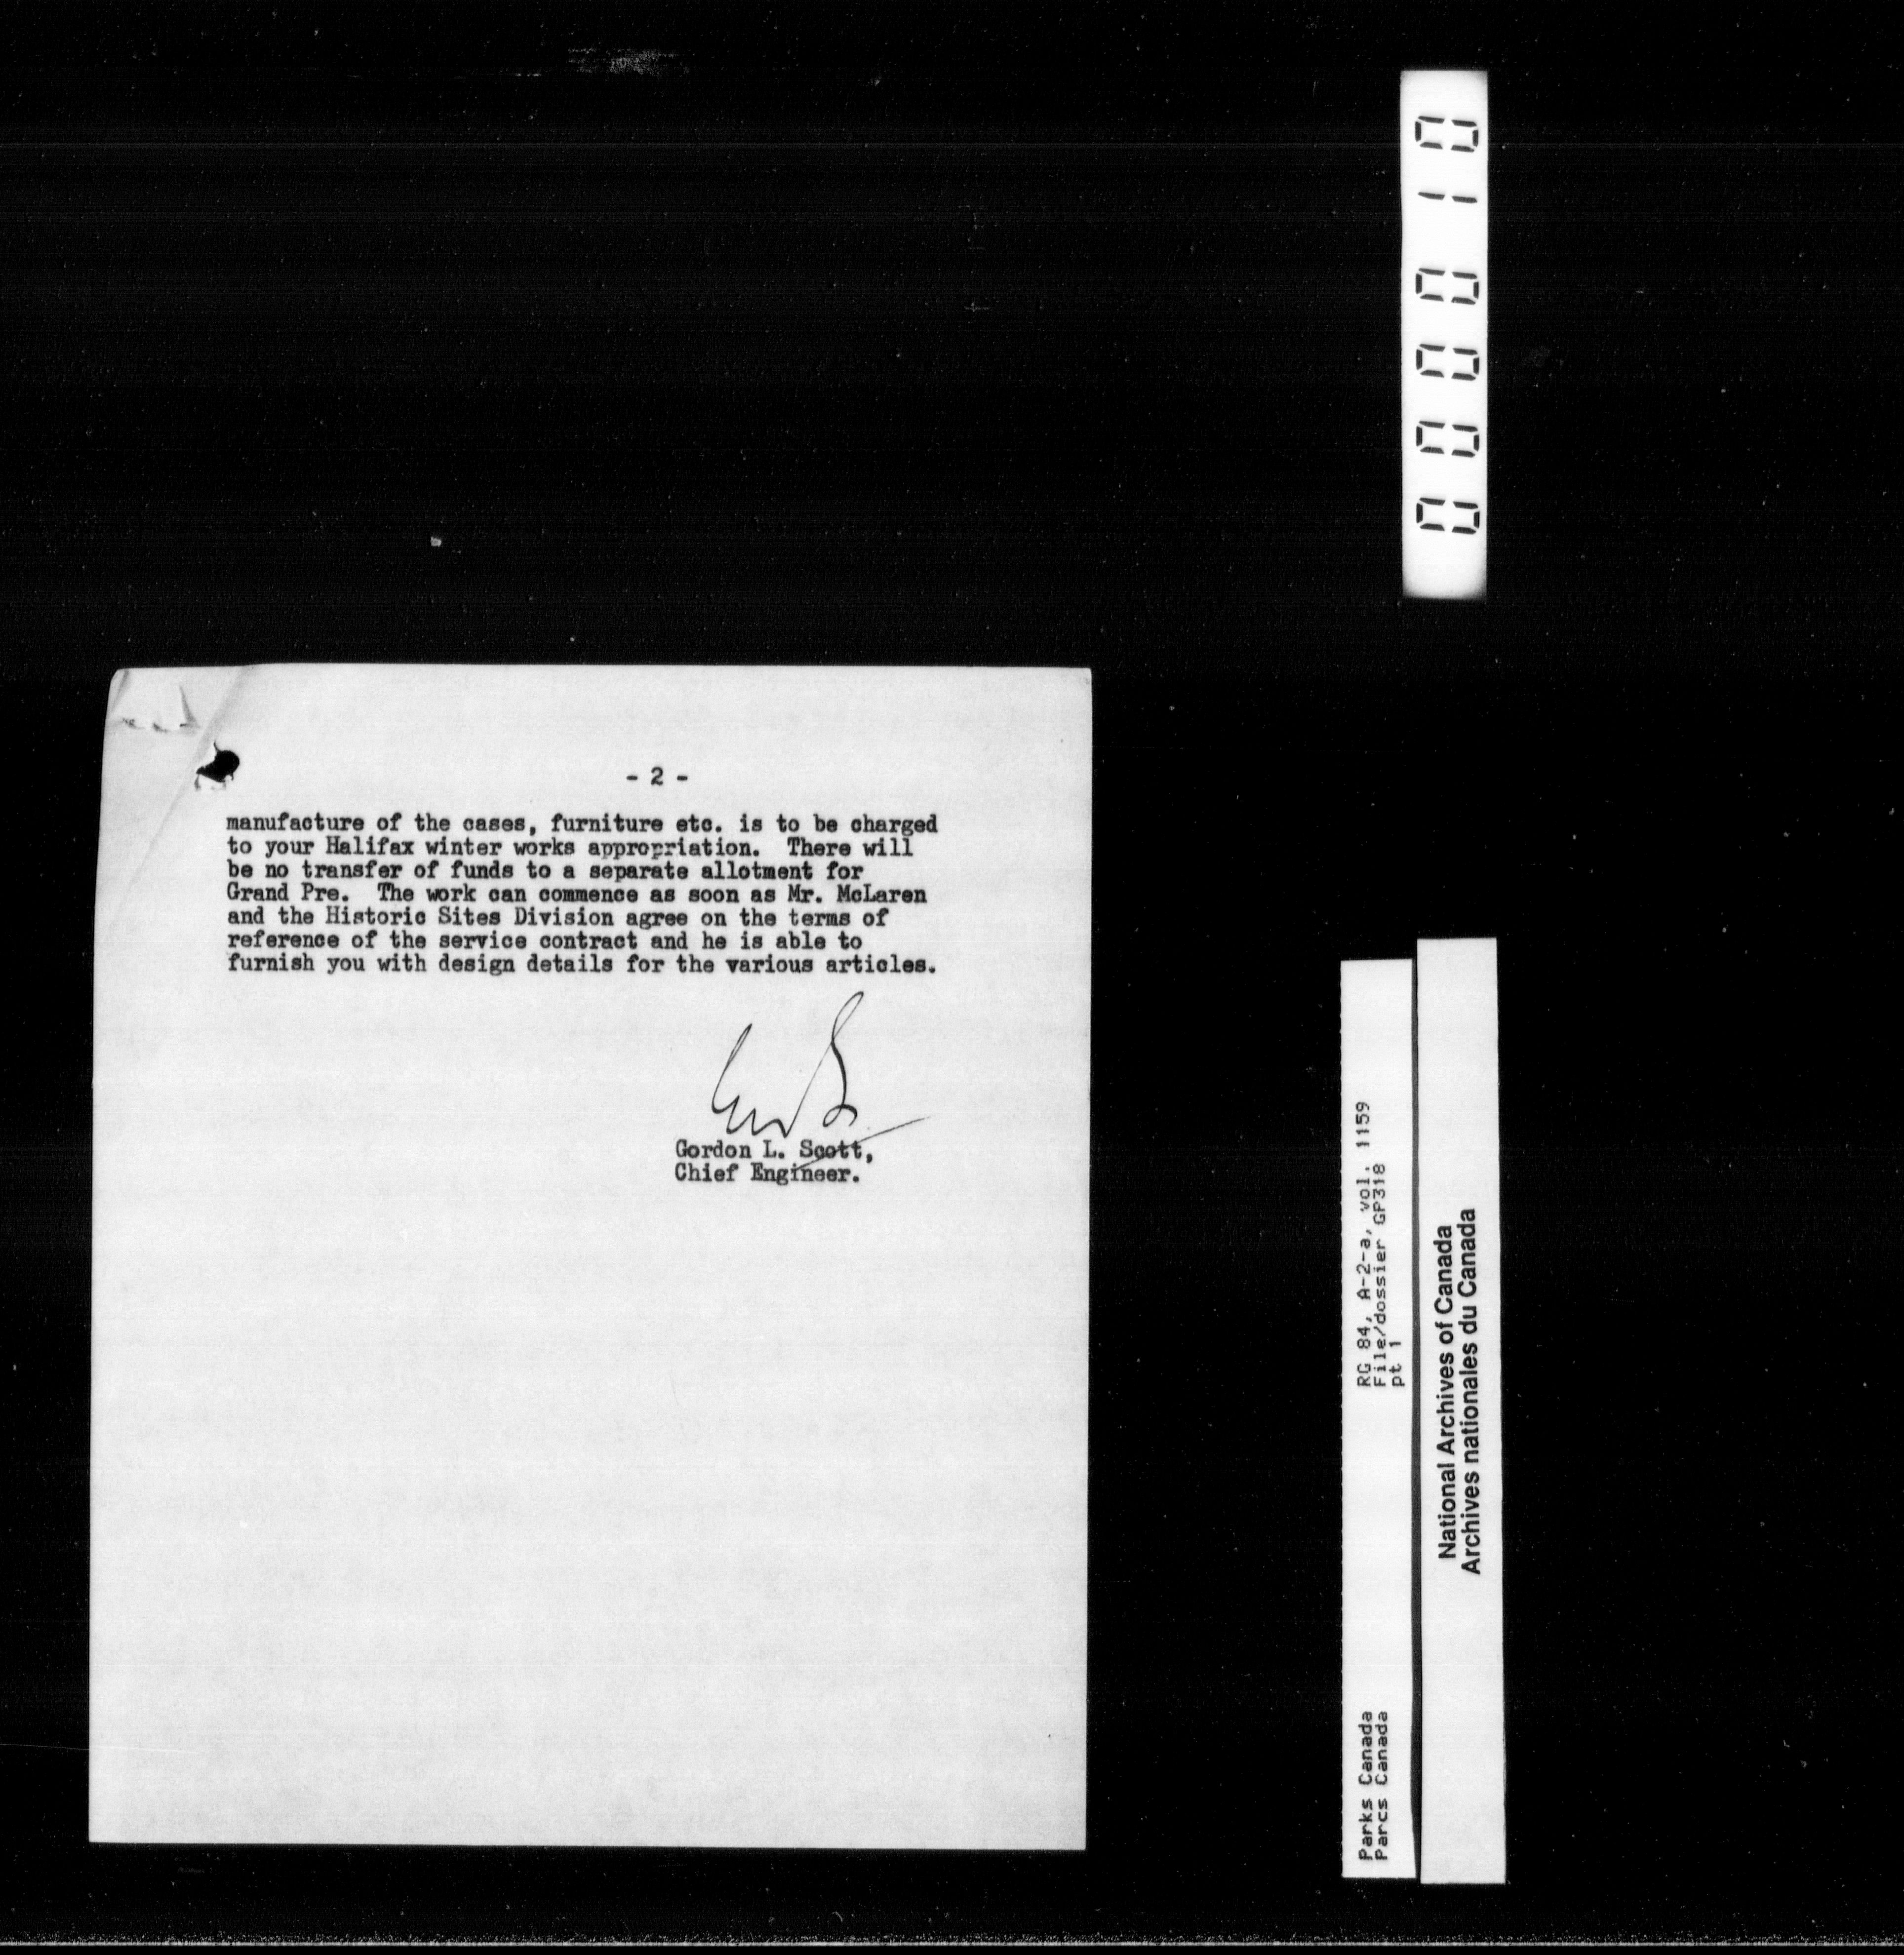 - 2 -
manufacture of the cases, furniture etc. is to be charged
to your Halifax winter works appropriation. There will
be no transfer of funds to a separate allotment for
Grand Pre. The work can commence as soon as Mr. McLaren
and the Historic Sites Division agree on the terms of
reference of the service contract and he is able to
furnish you with design details for the various articles.
Gordon L. Scott,
Chief Engineer.
000010
RG 84, A-2-a, vol. 1159
File/dossier GP318
pt 1
Parks Canada
Parcs Canada
National Archives of Canada
Archives nationales du Canada